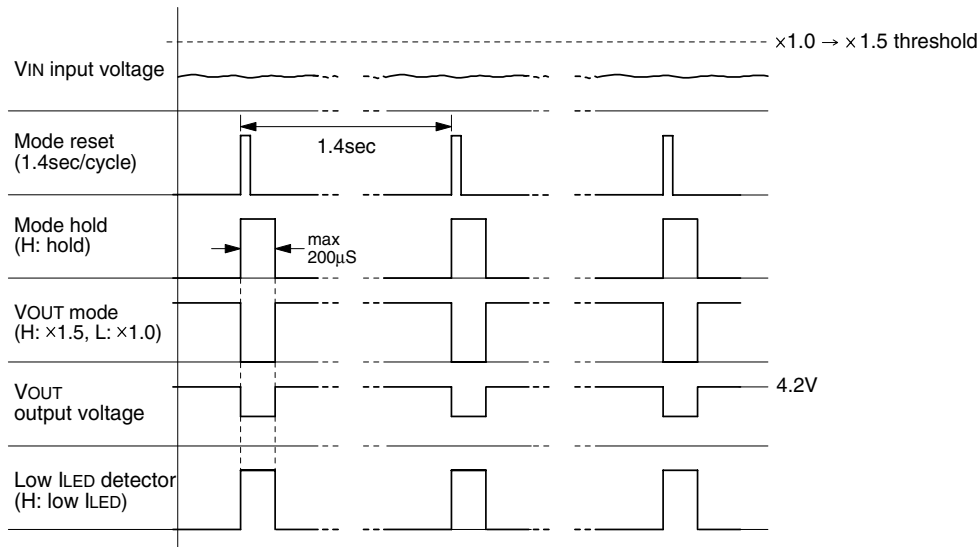 ×1.0 → ×1.5 threshold
VIN input voltage
Mode reset
(1.4sec/cycle)
1.4sec
Mode hold
(H: hold)
max
200µS
VOUT mode
(H: ×1.5, L: ×1.0)
VOUT
output voltage
4.2V
Low ILED detector
(H: low ILED)